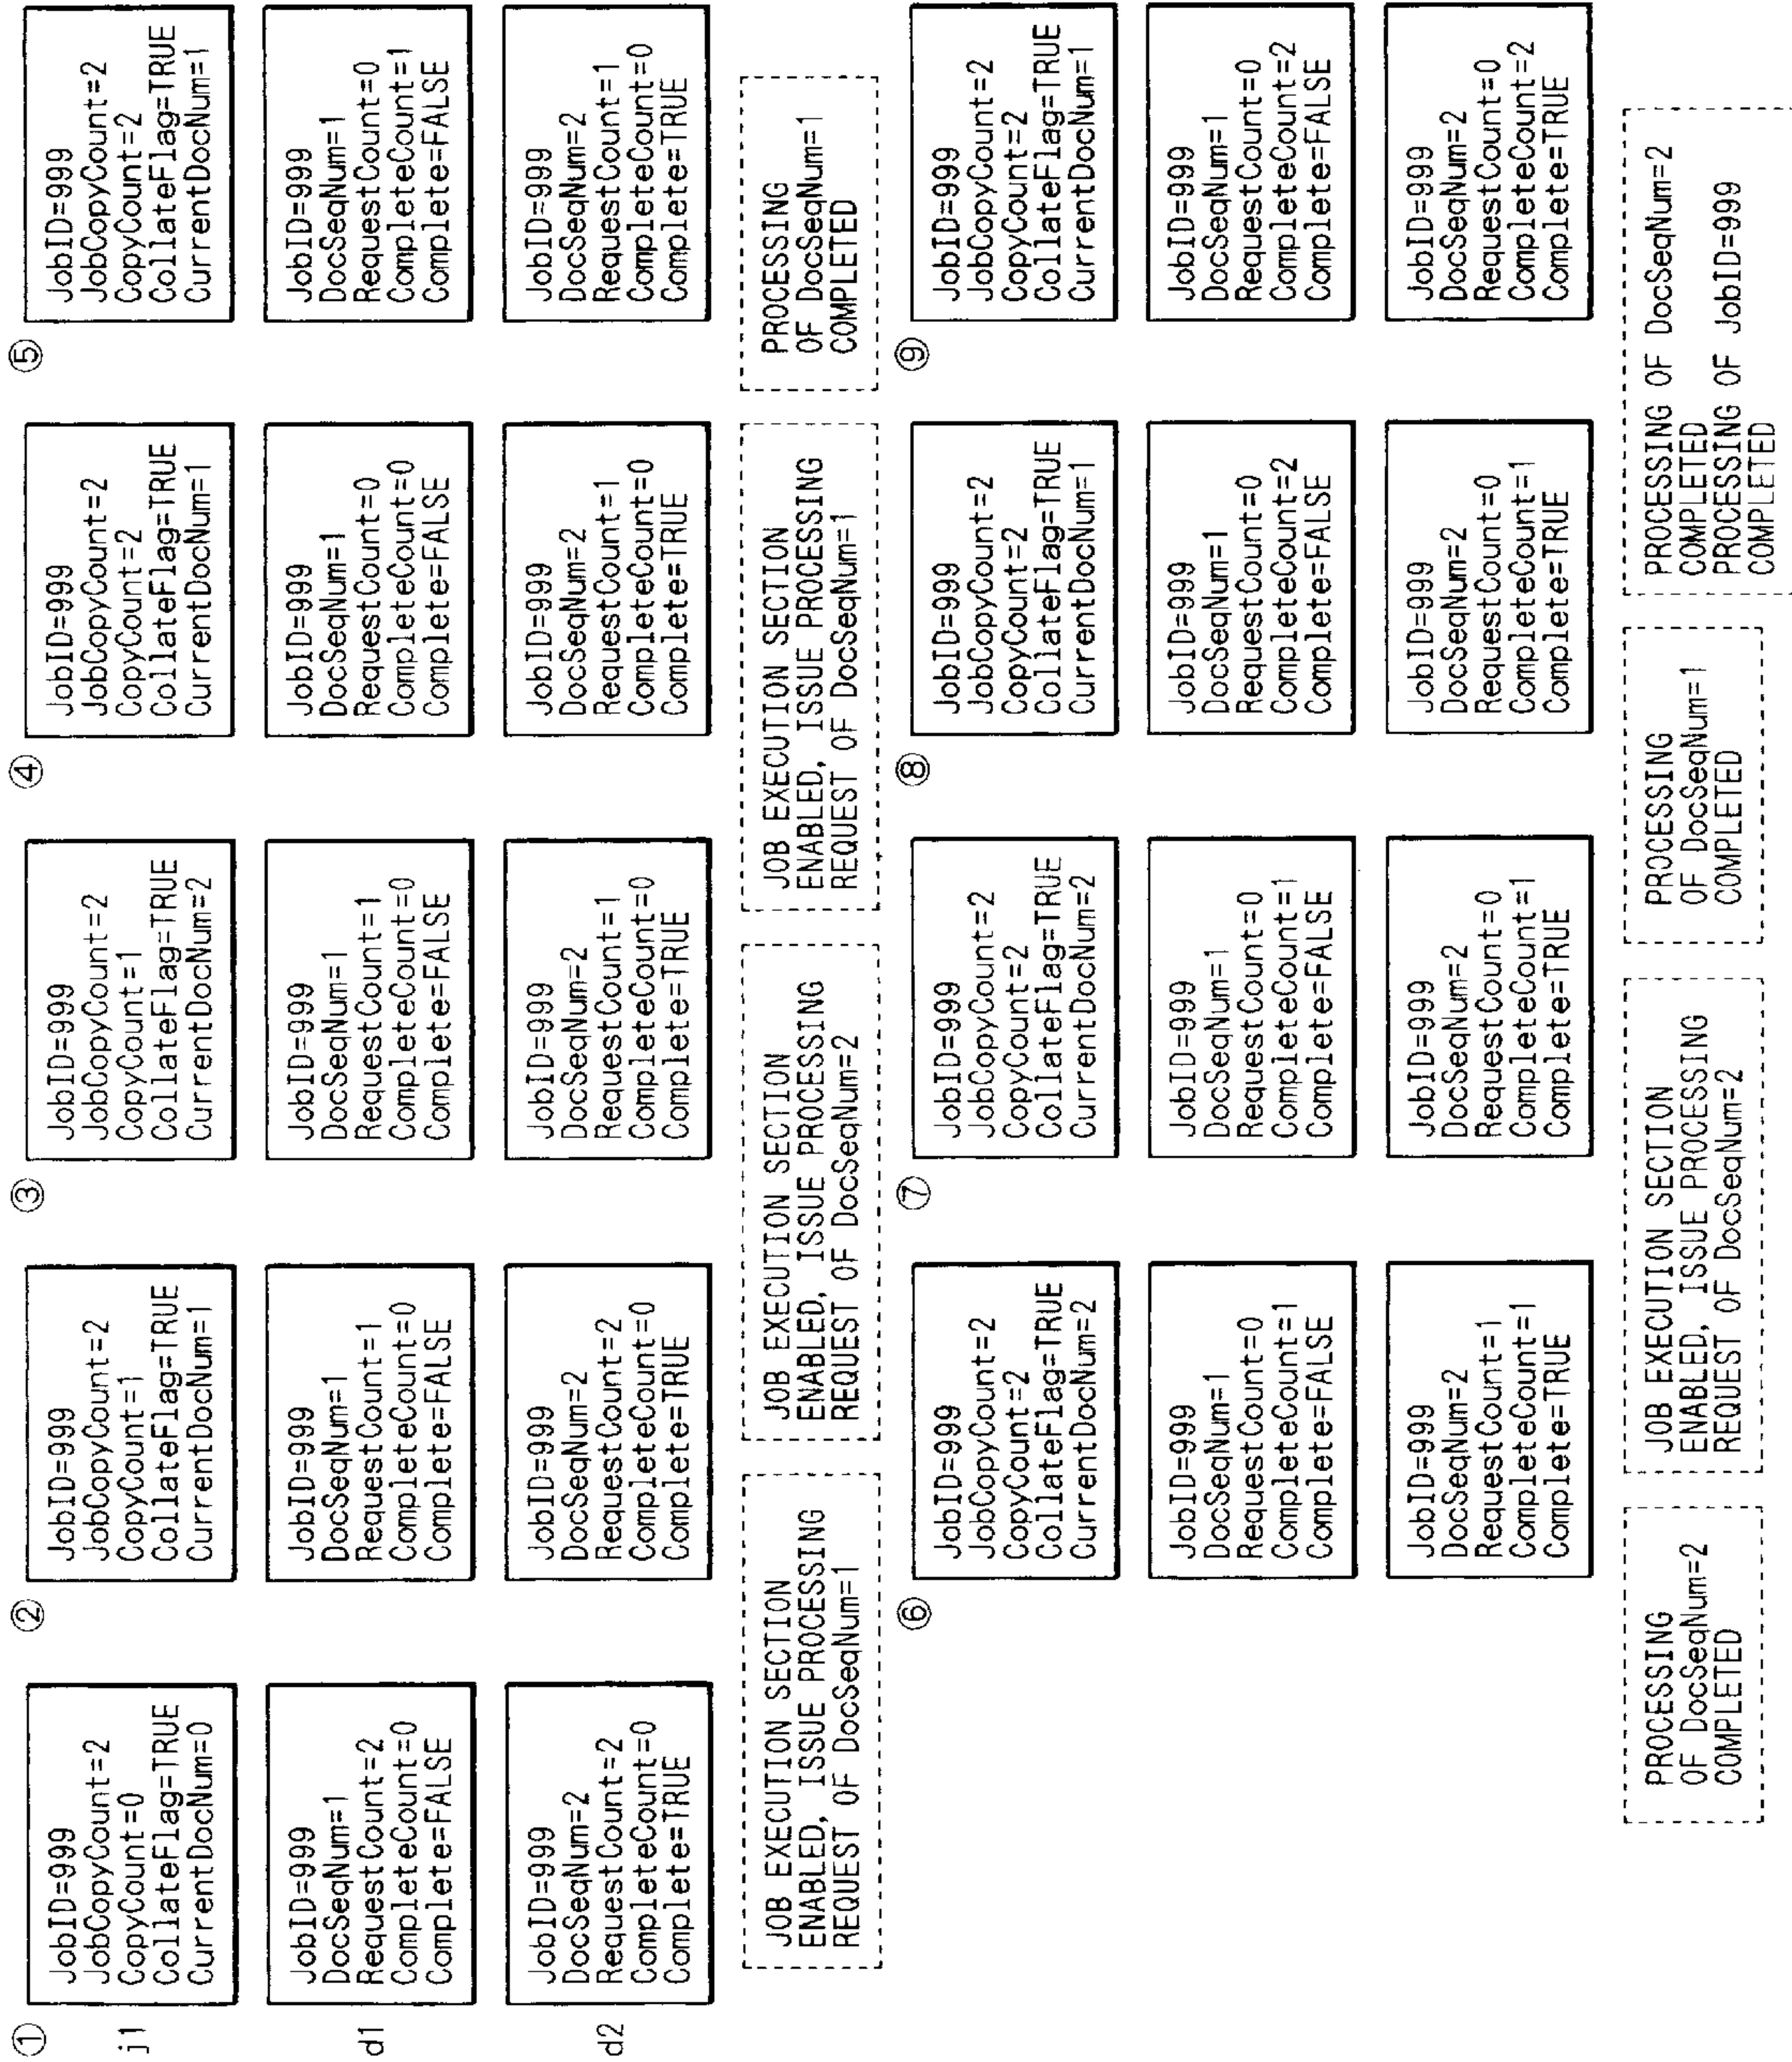 ①
j1
JobID=999
JobCopyCount=2
CopyCount=0
CollateFlag=TRUE
CurrentDocNum=0
d1
JobID=999
DocSeqNum=1
RequestCount=2
CompleteCount=0
Complete=FALSE
d2
JobID=999
DocSeqNum=2
RequestCount=2
CompleteCount=0
Complete=TRUE
JOB EXECUTION SECTION
ENABLED, ISSUE PROCESSING
REQUEST OF DocSeqNum=1
②
JobID=999
JobCopyCount=2
CopyCount=1
CollateFlag=TRUE
CurrentDocNum=1
JobID=999
DocSeqNum=1
RequestCount=1
CompleteCount=0
Complete=FALSE
JobID=999
DocSeqNum=2
RequestCount=2
CompleteCount=0
Complete=TRUE
JOB EXECUTION SECTION
ENABLED, ISSUE PROCESSING
REQUEST OF DocSeqNum=2
③
JobID=999
JobCopyCount=2
CopyCount=1
CollateFlag=TRUE
CurrentDocNum=2
JobID=999
DocSeqNum=1
RequestCount=1
CompleteCount=0
Complete=FALSE
JobID=999
DocSeqNum=2
RequestCount=1
CompleteCount=0
Complete=TRUE
JOB EXECUTION SECTION
ENABLED, ISSUE PROCESSING
REQUEST OF DocSeqNum=1
④
JobID=999
JobCopyCount=2
CopyCount=2
CollateFlag=TRUE
CurrentDocNum=1
JobID=999
DocSeqNum=1
RequestCount=0
CompleteCount=0
Complete=FALSE
JobID=999
DocSeqNum=2
RequestCount=1
CompleteCount=0
Complete=TRUE
PROCESSING
OF DocSeqNum=1
COMPLETED
⑤
JobID=999
JobCopyCount=2
CopyCount=2
CollateFlag=TRUE
CurrentDocNum=1
JobID=999
DocSeqNum=1
RequestCount=0
CompleteCount=1
Complete=FALSE
JobID=999
DocSeqNum=2
RequestCount=1
CompleteCount=0
Complete=TRUE
PROCESSING
OF DocSeqNum=2
COMPLETED
⑥
JobID=999
JobCopyCount=2
CopyCount=2
CollateFlag=TRUE
CurrentDocNum=2
JobID=999
DocSeqNum=1
RequestCount=0
CompleteCount=1
Complete=FALSE
JobID=999
DocSeqNum=2
RequestCount=1
CompleteCount=1
Complete=TRUE
JOB EXECUTION SECTION
ENABLED, ISSUE PROCESSING
REQUEST OF DocSeqNum=2
⑦
JobID=999
JobCopyCount=2
CopyCount=2
CollateFlag=TRUE
CurrentDocNum=2
JobID=999
DocSeqNum=1
RequestCount=0
CompleteCount=1
Complete=FALSE
JobID=999
DocSeqNum=2
RequestCount=0
CompleteCount=1
Complete=TRUE
PROCESSING
OF DocSeqNum=1
COMPLETED
⑧
JobID=999
JobCopyCount=2
CopyCount=2
CollateFlag=TRUE
CurrentDocNum=1
JobID=999
DocSeqNum=1
RequestCount=0
CompleteCount=2
Complete=FALSE
JobID=999
DocSeqNum=2
RequestCount=0
CompleteCount=1
Complete=TRUE
PROCESSING OF DocSeqNum=2
COMPLETED
PROCESSING OF JobID=999
COMPLETED
⑨
JobID=999
JobCopyCount=2
CopyCount=2
CollateFlag=TRUE
CurrentDocNum=1
JobID=999
DocSeqNum=1
RequestCount=0
CompleteCount=2
Complete=FALSE
JobID=999
DocSeqNum=2
RequestCount=0
CompleteCount=2
Complete=TRUE